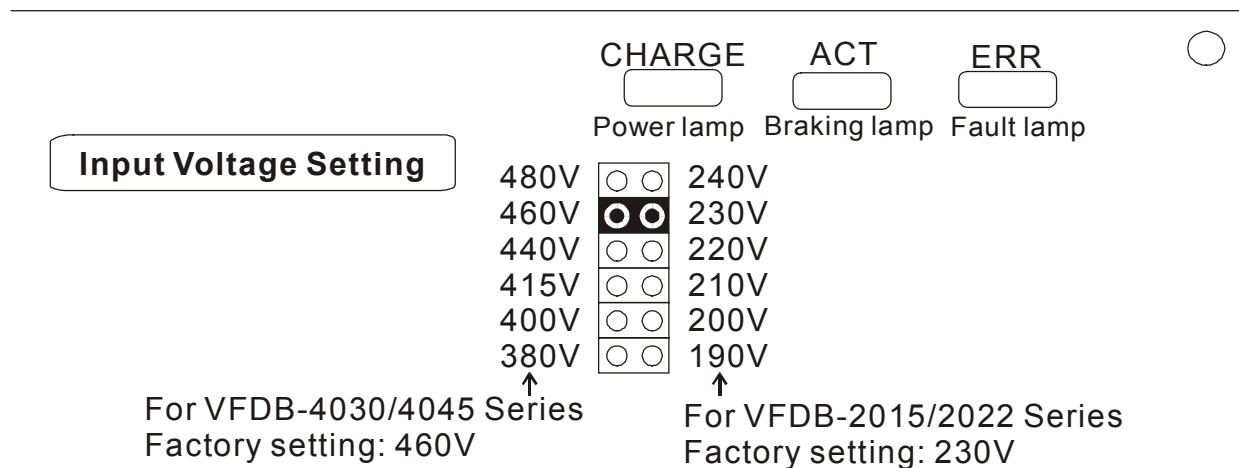 CHARGE ACT ERR
Power lamp Braking lamp Fault lamp
Input Voltage Setting
480V 240V
460V 230V
440V 220V
415V 210V
400V 200V
380V 190V
For VFDB-4030/4045 Series
Factory setting: 460V
For VFDB-2015/2022 Series
Factory setting: 230V